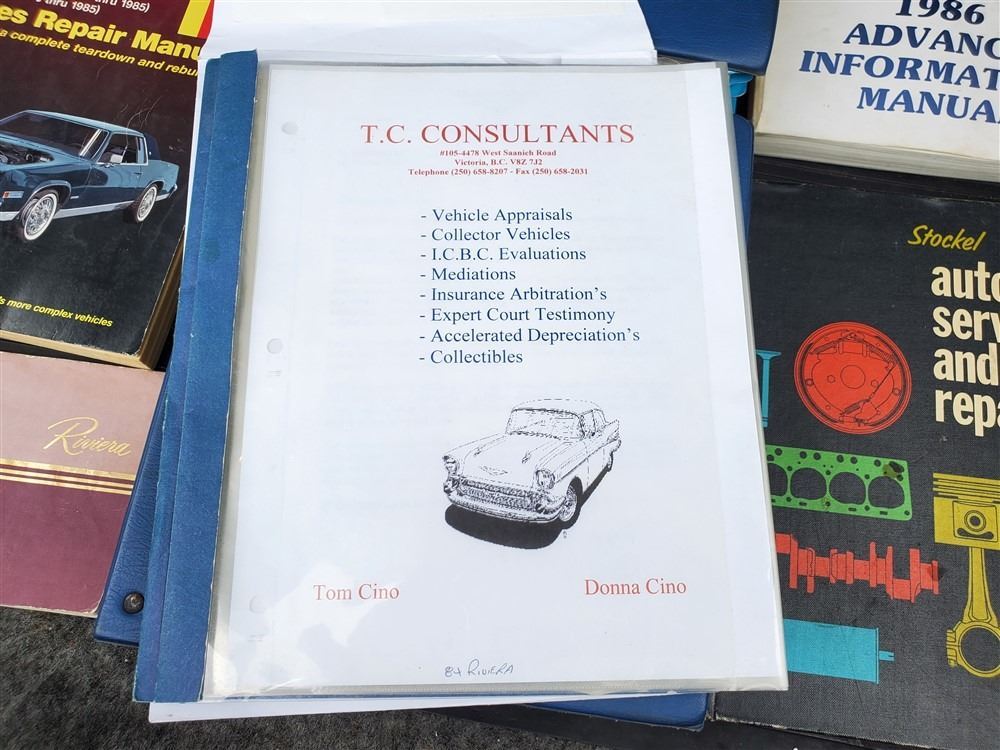 thru 1985)
thru 1985)
es Repair Manu
a complete teardown and rebui
s more complex vehicles
Riviera
T.C. CONSULTANTS
#105-4478 West Saanich Road
Victoria, B.C. V8Z 7J2
Telephone (250) 658-8207 - Fax (250) 658-2031
- Vehicle Appraisals
- Collector Vehicles
- I.C.B.C. Evaluations
- Mediations
- Insurance Arbitration's
- Expert Court Testimony
- Accelerated Depreciation's
- Collectibles
Tom Cino
Donna Cino
84 RIVIERA
1986
ADVANC
INFORMAT
MANUA
Stockel
auto
serv
and
repa